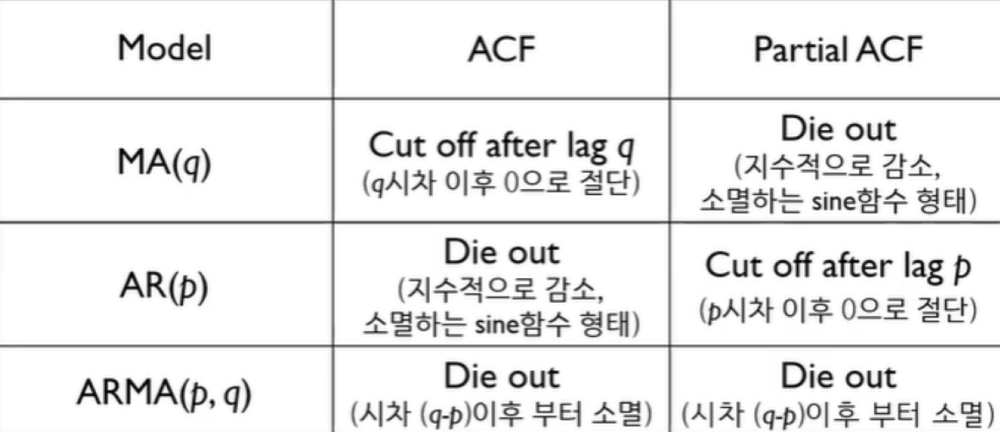 Model ACF Partial ACF
MA(q)
Cut off after lag q
(q시차 이후 0으로 절단)
Die out
(지수적으로 감소,
소멸하는 sine함수 형태)
AR(p)
Die out
(지수적으로 감소,
소멸하는 sine함수 형태)
Cut off after lag p
(p시차 이후 0으로 절단)
ARMA(p, q)
Die out
(시차 (q-p)이후 부터 소멸)
Die out
(시차 (q-p)이후 부터 소멸)